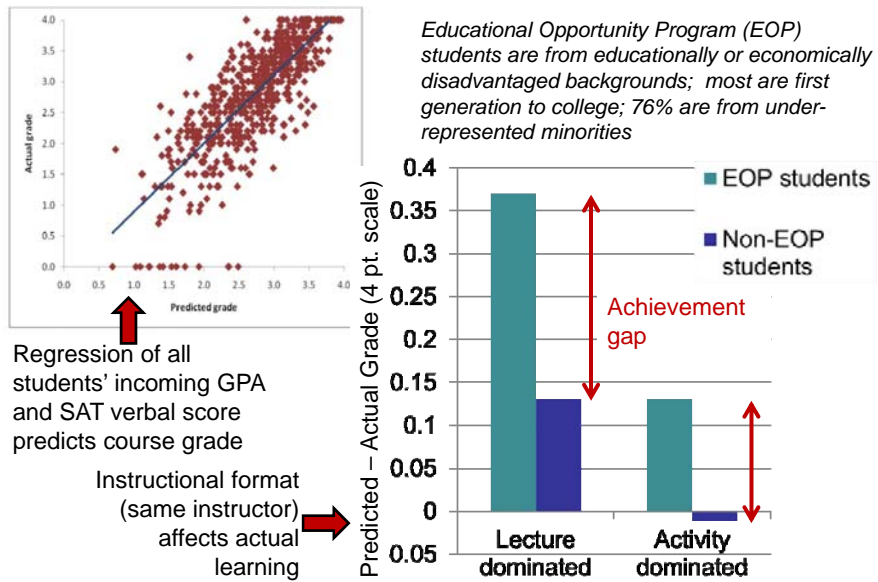 Educational Opportunity Program (EOP)
students are from educationally or economically
disadvantaged backgrounds; most are first
generation to college; 76% are from under-
represented minorities
4.0
3.5
3.0
2.5
2.0
1.5
1.0
0.5
0.0
Actual grade
0.0 0.5 1.0 1.5 2.0 2.5 3.0 3.5 4.0
Predicted grade
Regression of all
students' incoming GPA
and SAT verbal score
predicts course grade
Instructional format
(same instructor)
affects actual
learning
Predicted – Actual Grade (4 pt. scale)
0.4
0.35
0.3
0.25
0.2
0.15
0.1
0.05
0
0.05
EOP students
Non-EOP
students
Achievement
gap
Lecture Activity
dominated dominated